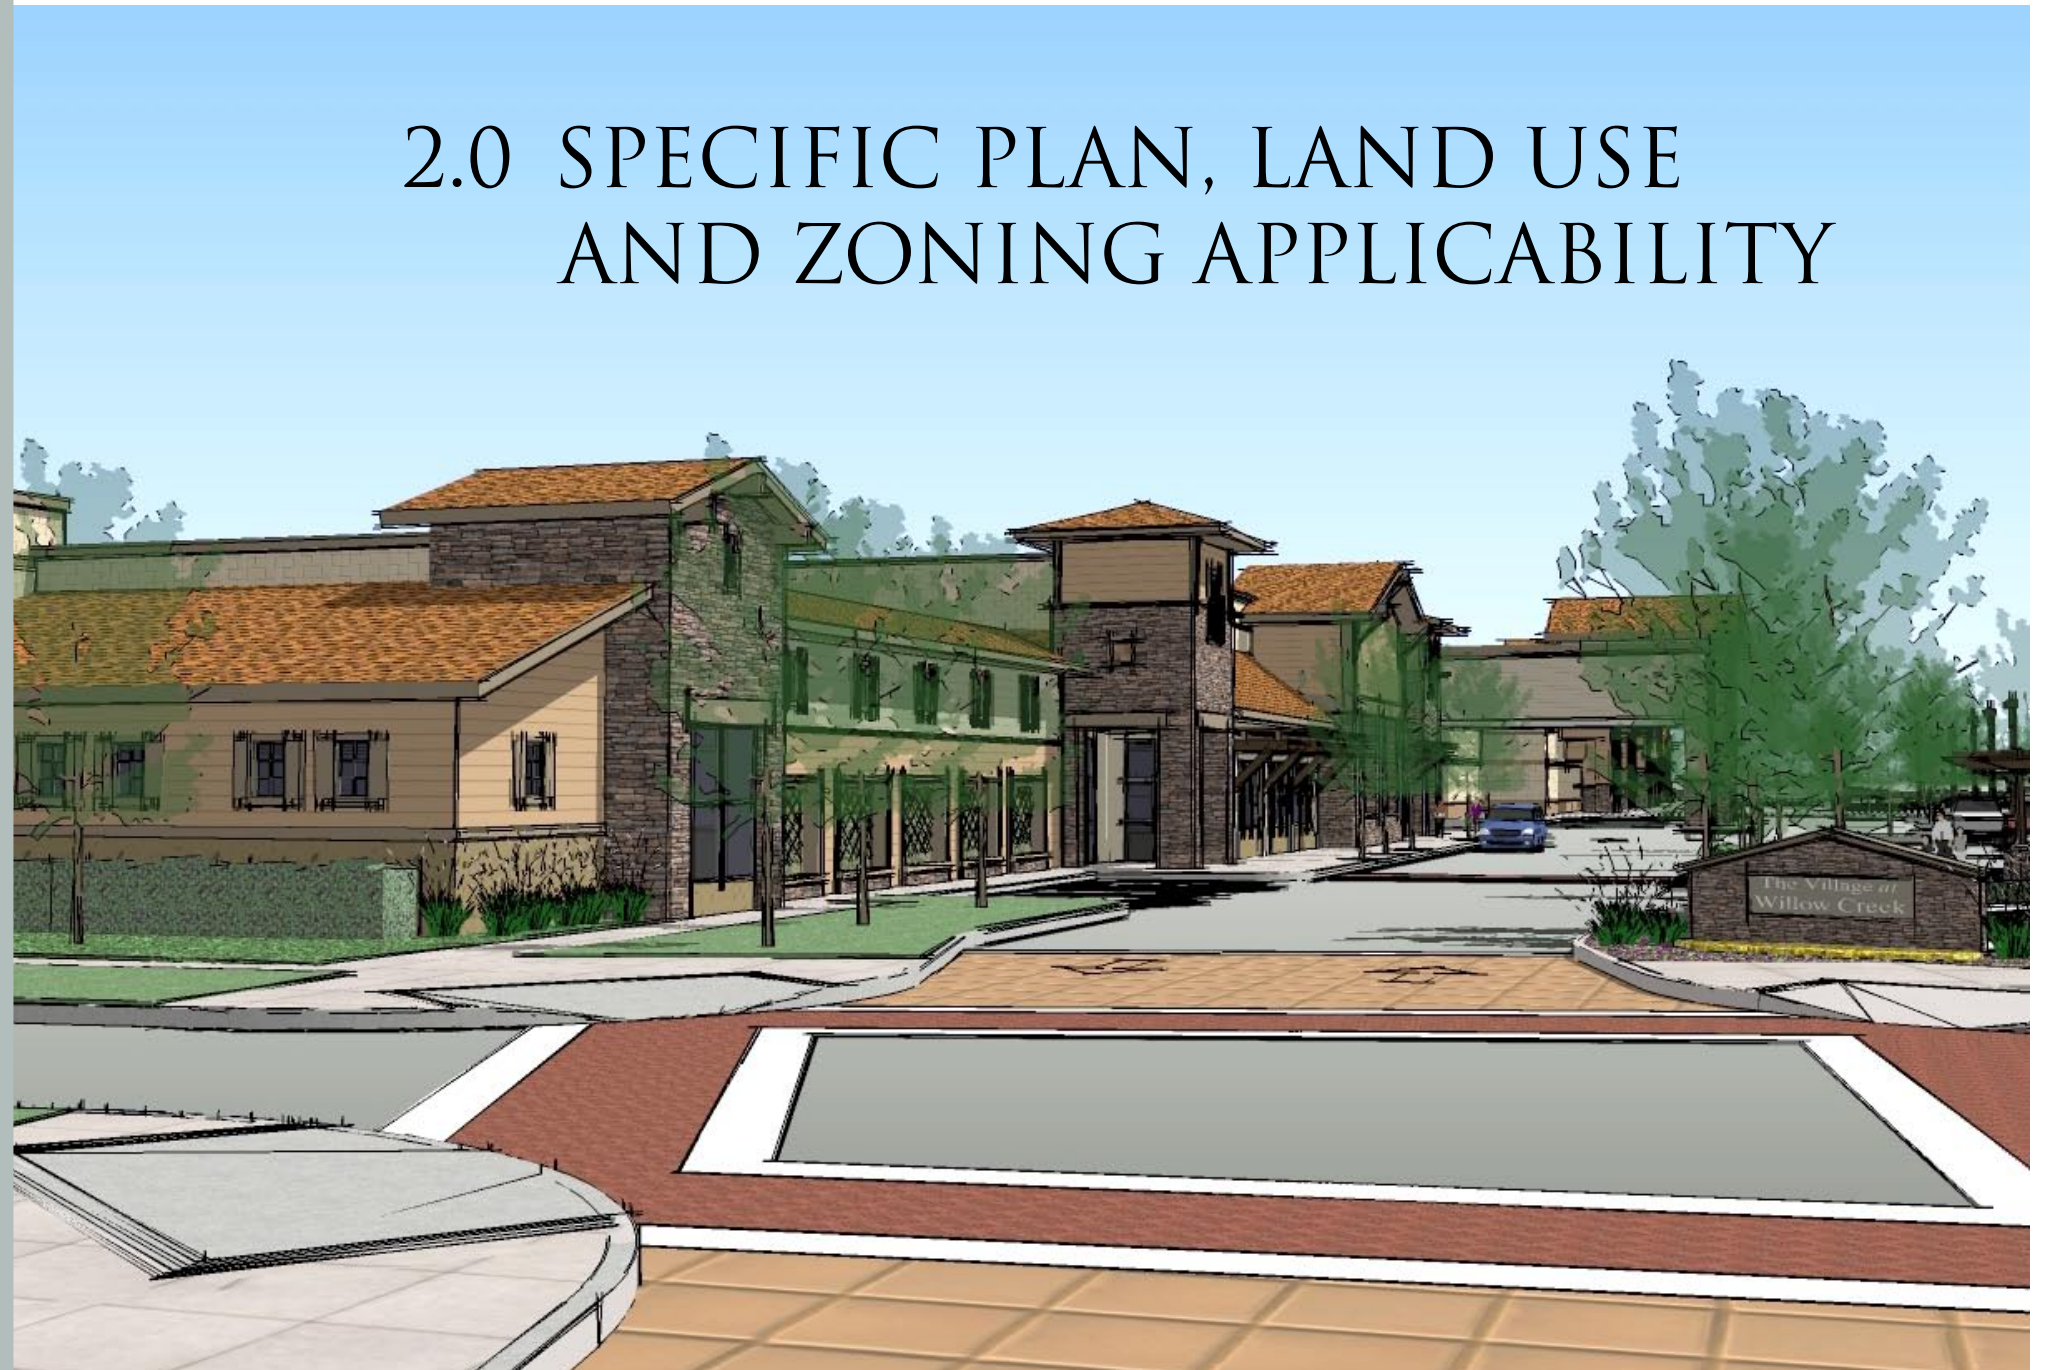 2.0 SPECIFIC PLAN, LAND USE
AND ZONING APPLICABILITY
The Village at
Willow Creek